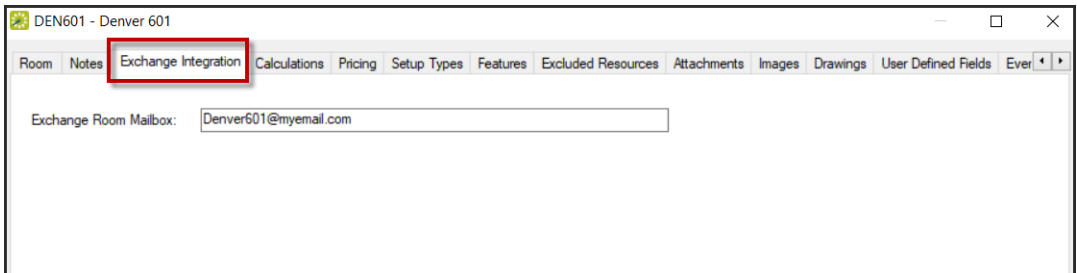 DEN601 - Denver 601
Room Notes Exchange Integration Calculations Pricing Setup Types Features Excluded Resources Attachments Images Drawings User Defined Fields Ever
Exchange Room Mailbox: Denver601@myemail.com